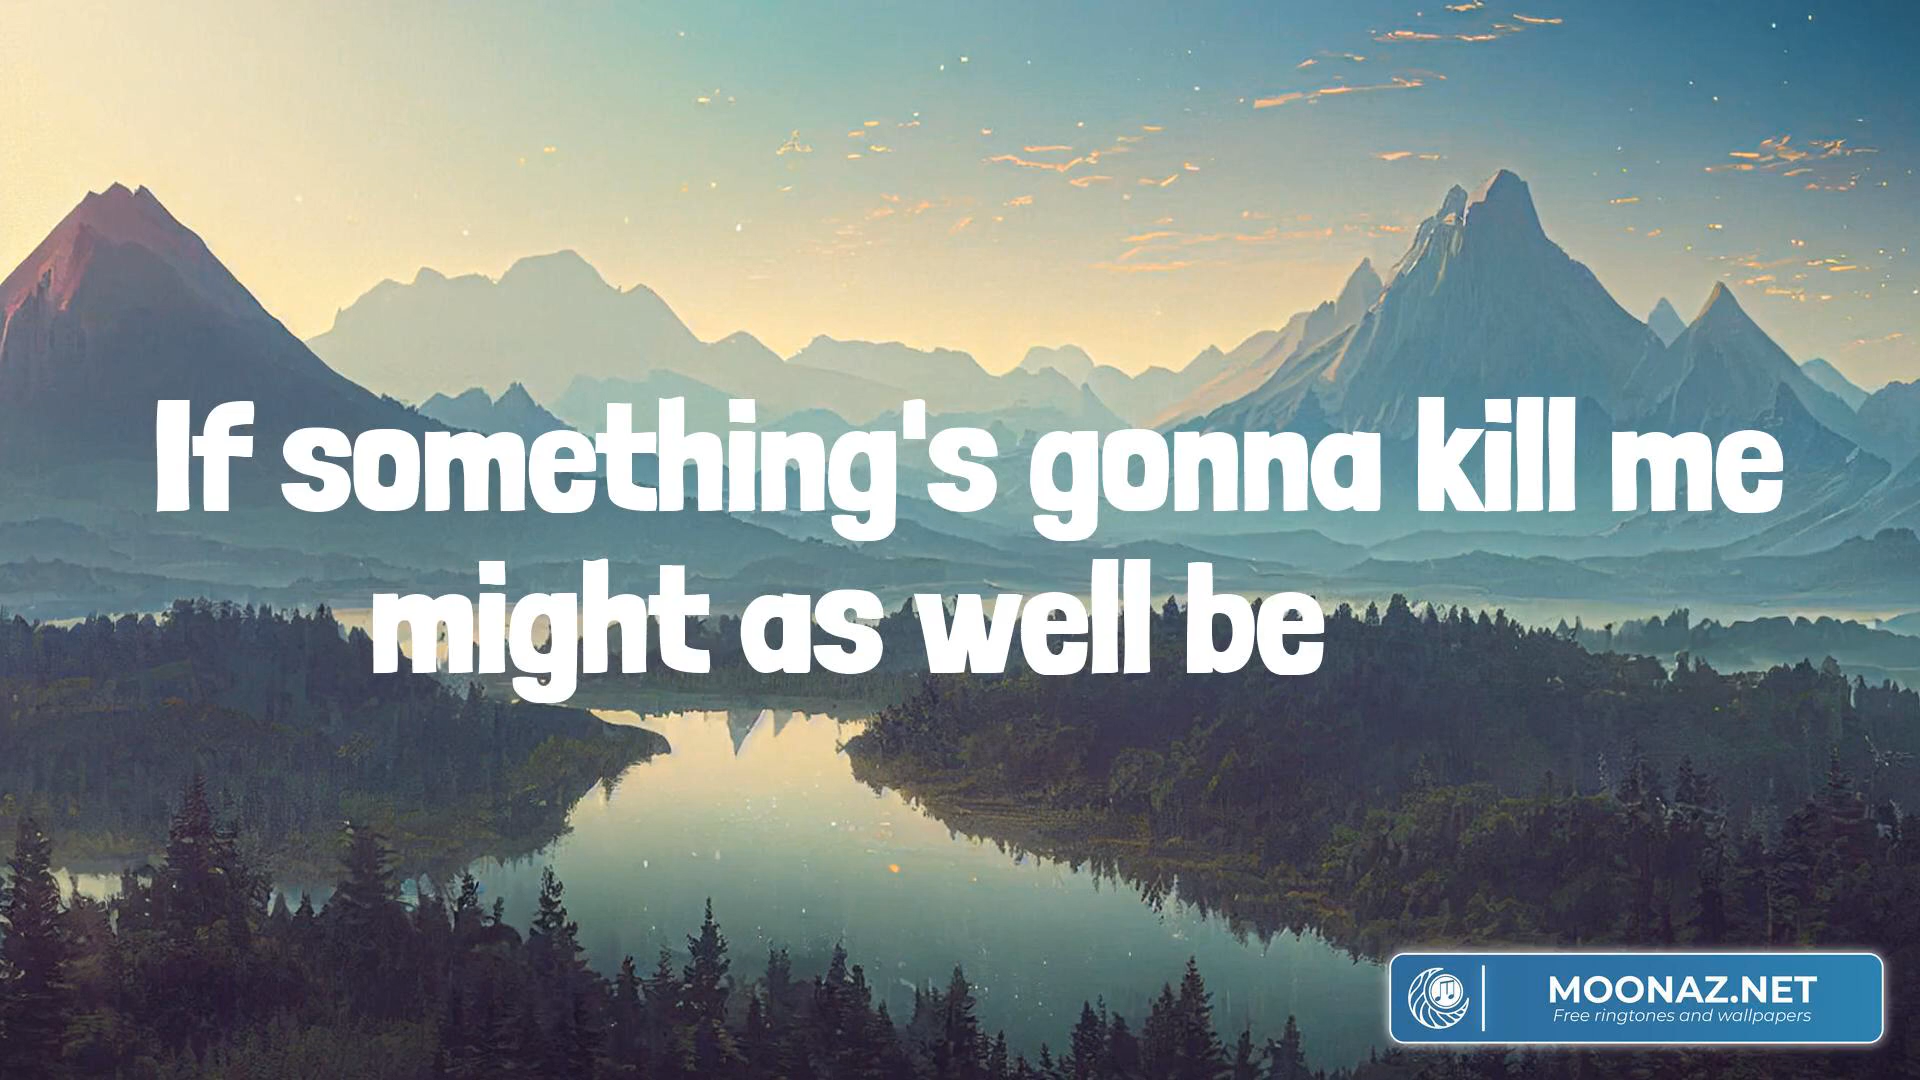 If something's gonna kill me
might as well be
MOONAZ.NET
Free ringtones and wallpapers